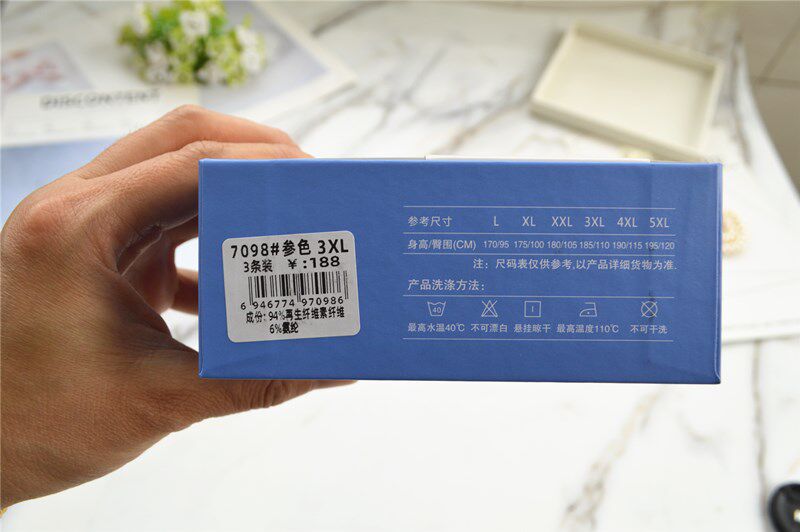 DISCONTENT
7098#参色 3XL
3条装 ￥:188
6 946774 970986
成份: 94%再生纤维素纤维
6%氨纶
参考尺寸 L XL XXL 3XL 4XL 5XL
身高/臀围(CM) 170/95 175/100 180/105 185/110 190/115 195/120
注：尺码表仅供参考,以产品详细货物为准.
产品洗涤方法：
40
最高水温40℃ 不可漂白 悬挂晾干 最高温度110℃ 不可干洗